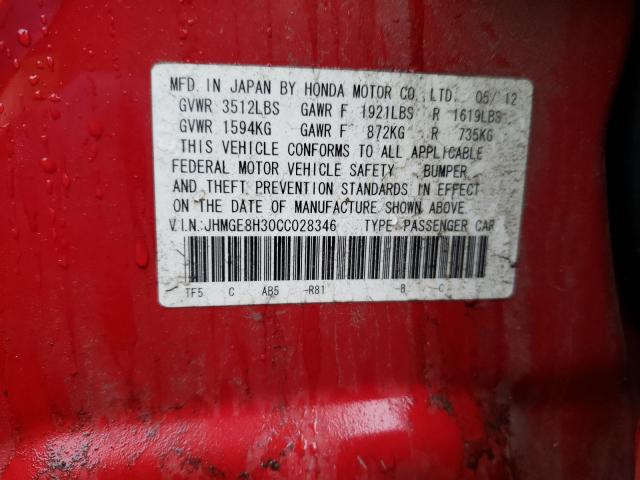 MFD. IN JAPAN BY HONDA MOTOR CO., LTD. 05/12
GVWR 3512LBS GAWR F 1921LBS R 1619LBS
GVWR 1594KG GAWR F 872KG R 735KG
THIS VEHICLE CONFORMS TO ALL APPLICABLE
FEDERAL MOTOR VEHICLE SAFETY, BUMPER,
AND THEFT PREVENTION STANDARDS IN EFFECT
ON THE DATE OF MANUFACTURE SHOWN ABOVE.
V.I.N.:JHMGE8H30CC028346 TYPE:PASSENGER CAR
TF5 C AB5 -R81 -B -C